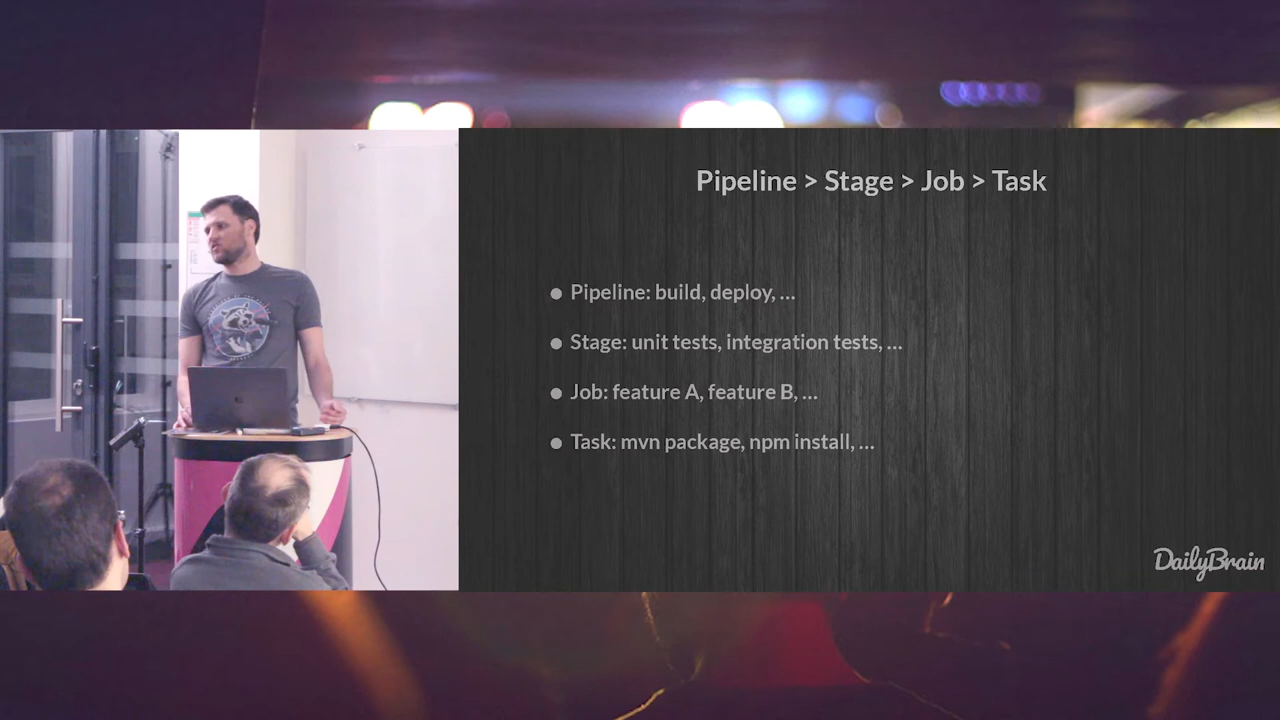 Pipeline > Stage > Job > Task
Pipeline: build, deploy, ...
Stage: unit tests, integration tests, ...
Job: feature A, feature B, ...
Task: mvn package, npm install, ...
DailyBrain